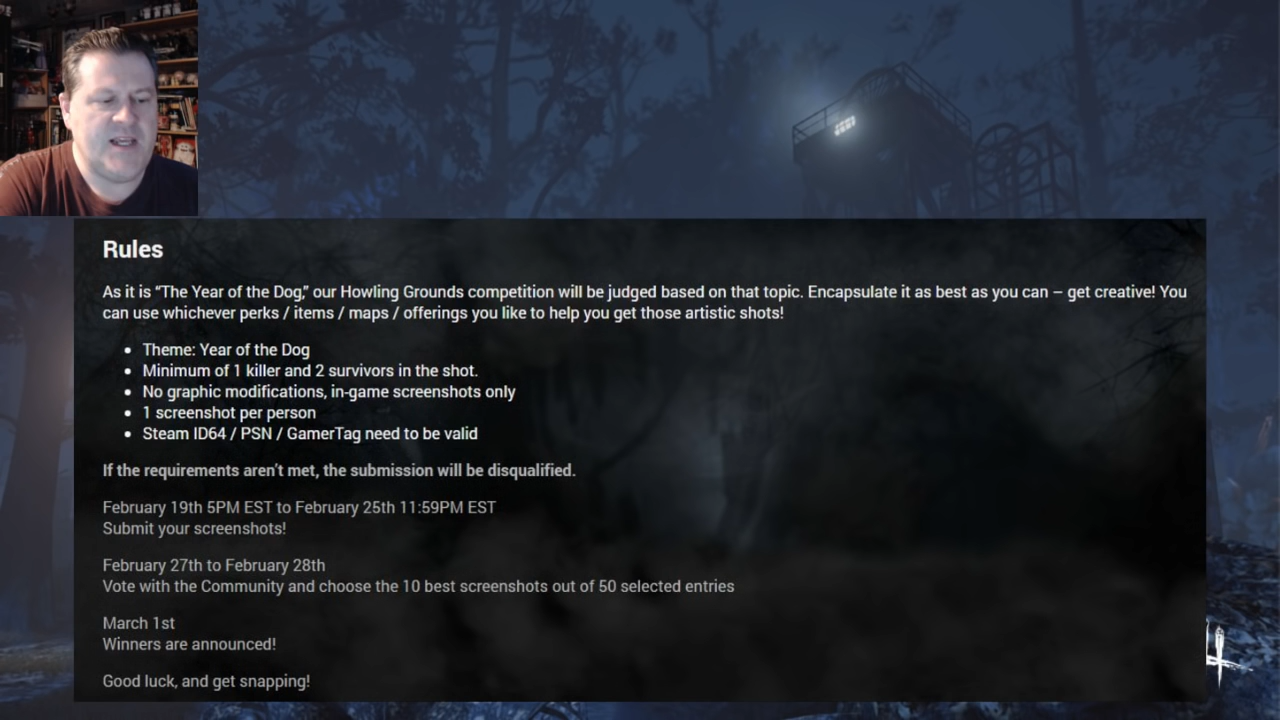 Rules
As it is “The Year of the Dog,” our Howling Grounds competition will be judged based on that topic. Encapsulate it as best as you can – get creative! You
can use whichever perks / items / maps / offerings you like to help you get those artistic shots!
Theme: Year of the Dog
Minimum of 1 killer and 2 survivors in the shot.
No graphic modifications, in-game screenshots only
1 screenshot per person
Steam ID64 / PSN / GamerTag need to be valid
If the requirements aren't met, the submission will be disqualified.
February 19th 5PM EST to February 25th 11:59PM EST
Submit your screenshots!
February 27th to February 28th
Vote with the Community and choose the 10 best screenshots out of 50 selected entries
March 1st
Winners are announced!
Good luck, and get snapping!